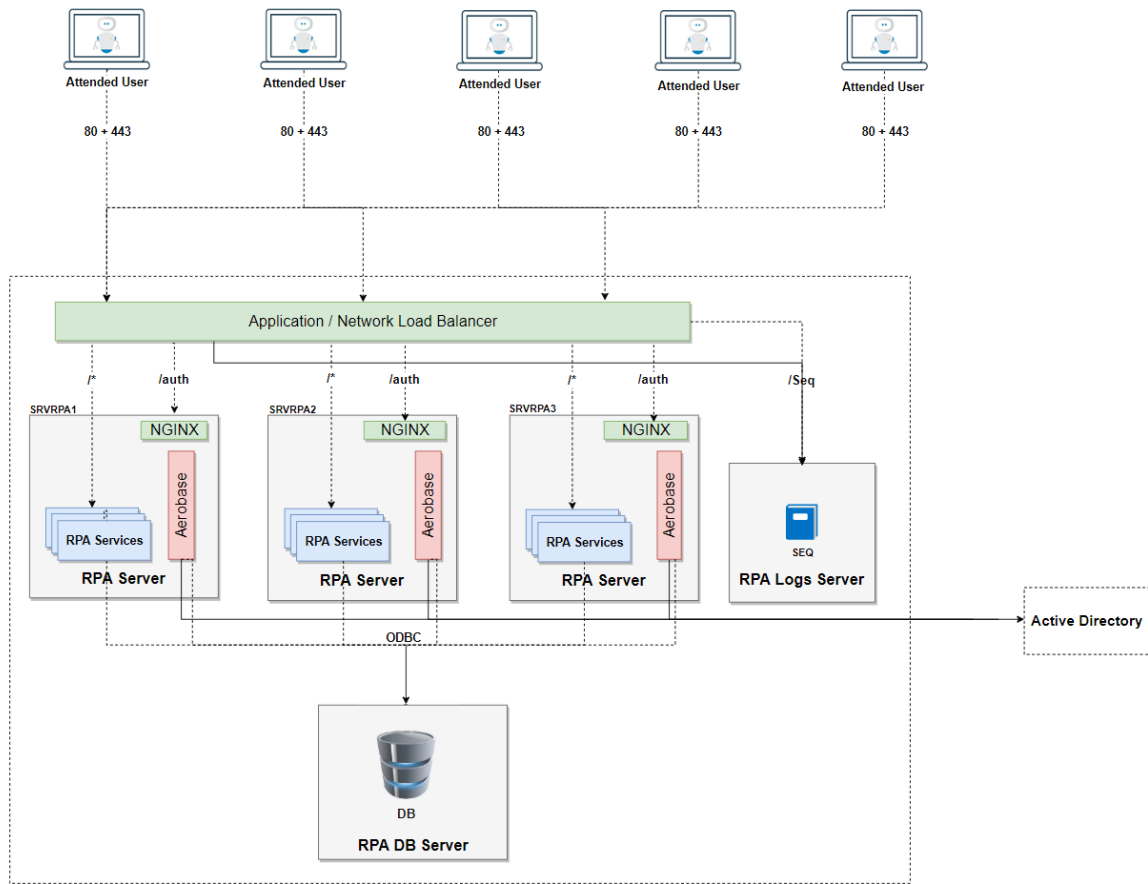 Attended User
Attended User
Attended User
Attended User
Attended User
80 + 443
80 + 443
80 + 443
80 + 443
80 + 443
Application / Network Load Balancer
/*
/auth
/*
/auth
/*
/auth
/Seq
SRVRPA1
SRVRPA2
SRVRPA3
NGINX
NGINX
NGINX
Aerobase
Aerobase
Aerobase
RPA Services
RPA Services
RPA Services
SEQ
RPA Server
RPA Server
RPA Server
RPA Logs Server
Active Directory
ODBC
DB
RPA DB Server